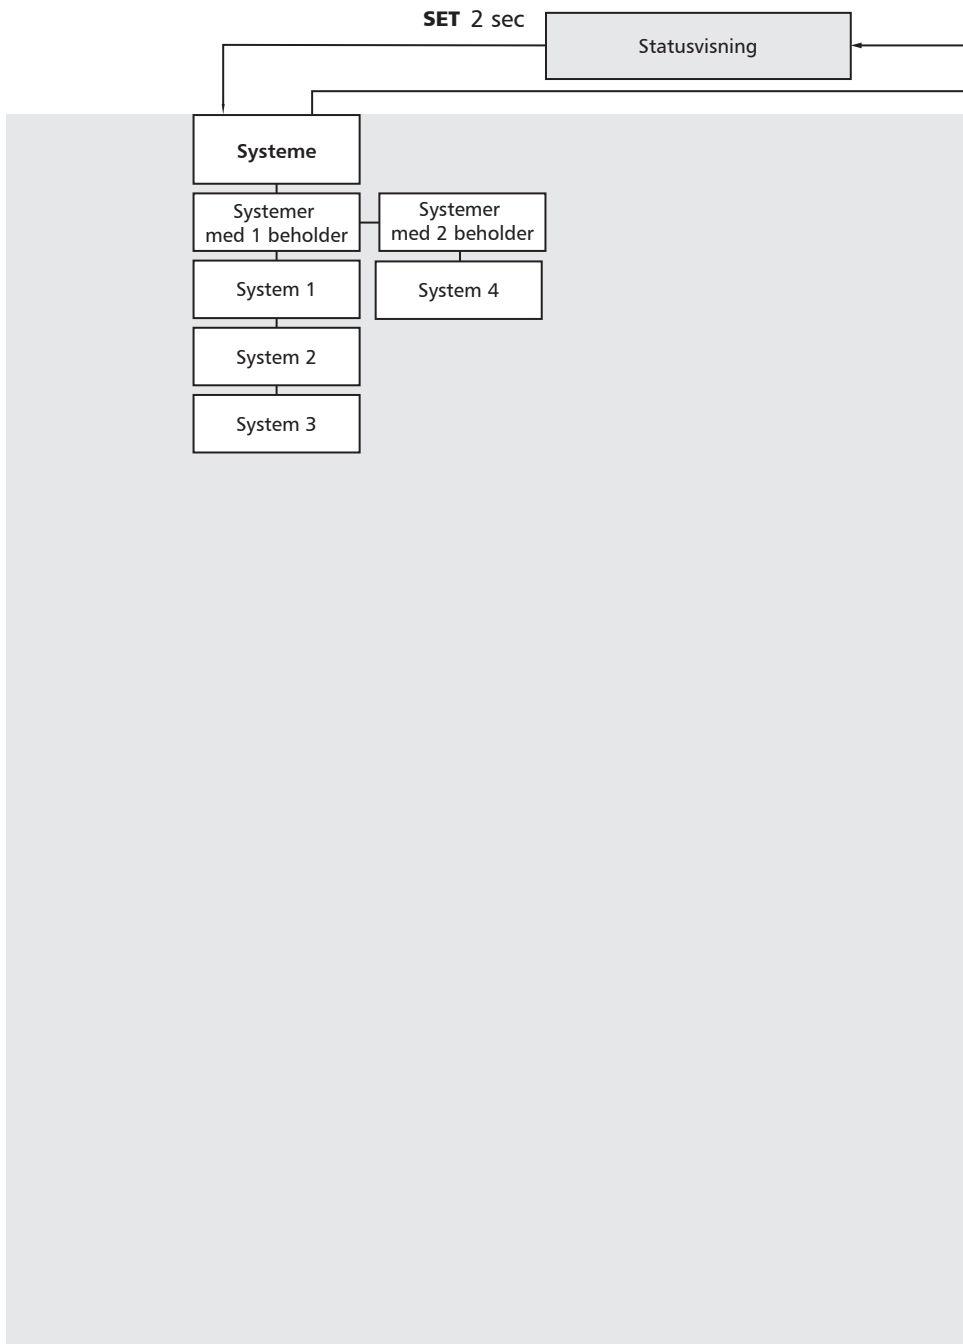 SET 2 sec
Statusvisning
Systeme
Systemer
med 1 beholder
Systemer
med 2 beholder
System 1
System 4
System 2
System 3